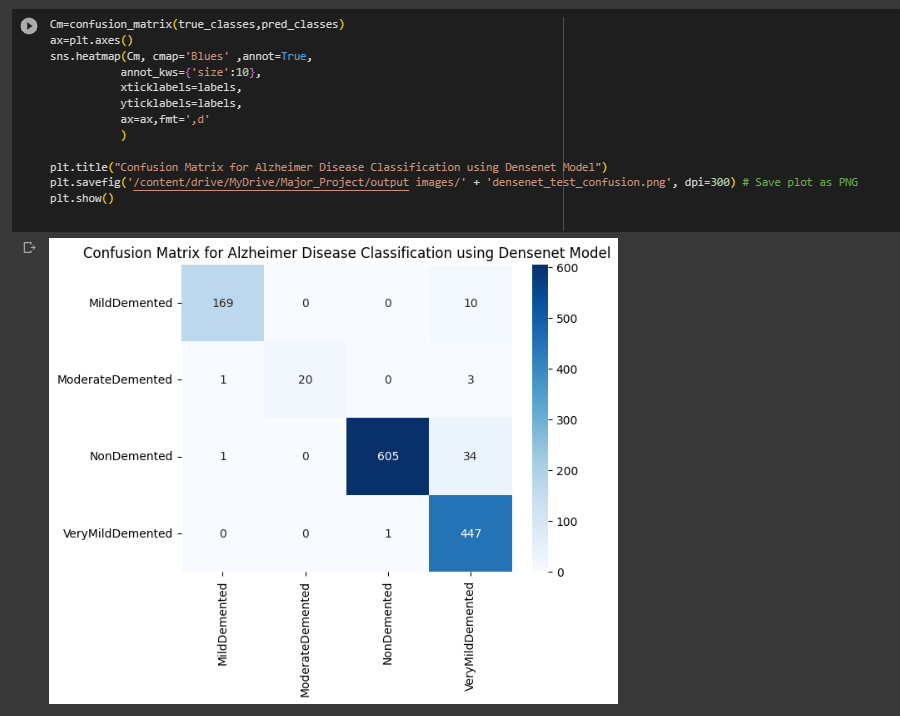 Cm=confusion_matrix(true_classes,pred_classes)
ax=plt.axes()
sns.heatmap(Cm, cmap='Blues' ,annot=True,
annot_kws={'size':10},
xticklabels=labels,
yticklabels=labels,
ax=ax,fmt=',d'
)
plt.title("Confusion Matrix for Alzheimer Disease Classification using Densenet Model")
plt.savefig('/content/drive/MyDrive/Major_Project/output images/' + 'densenet_test_confusion.png', dpi=300) # Save plot as PNG
plt.show()
Confusion Matrix for Alzheimer Disease Classification using Densenet Model
MildDemented 169 0 0 10
ModerateDemented 1 20 0 3
NonDemented 1 0 605 34
VeryMildDemented 0 0 1 447
MildDemented
ModerateDemented
NonDemented
VeryMildDemented
600
500
400
300
200
100
0